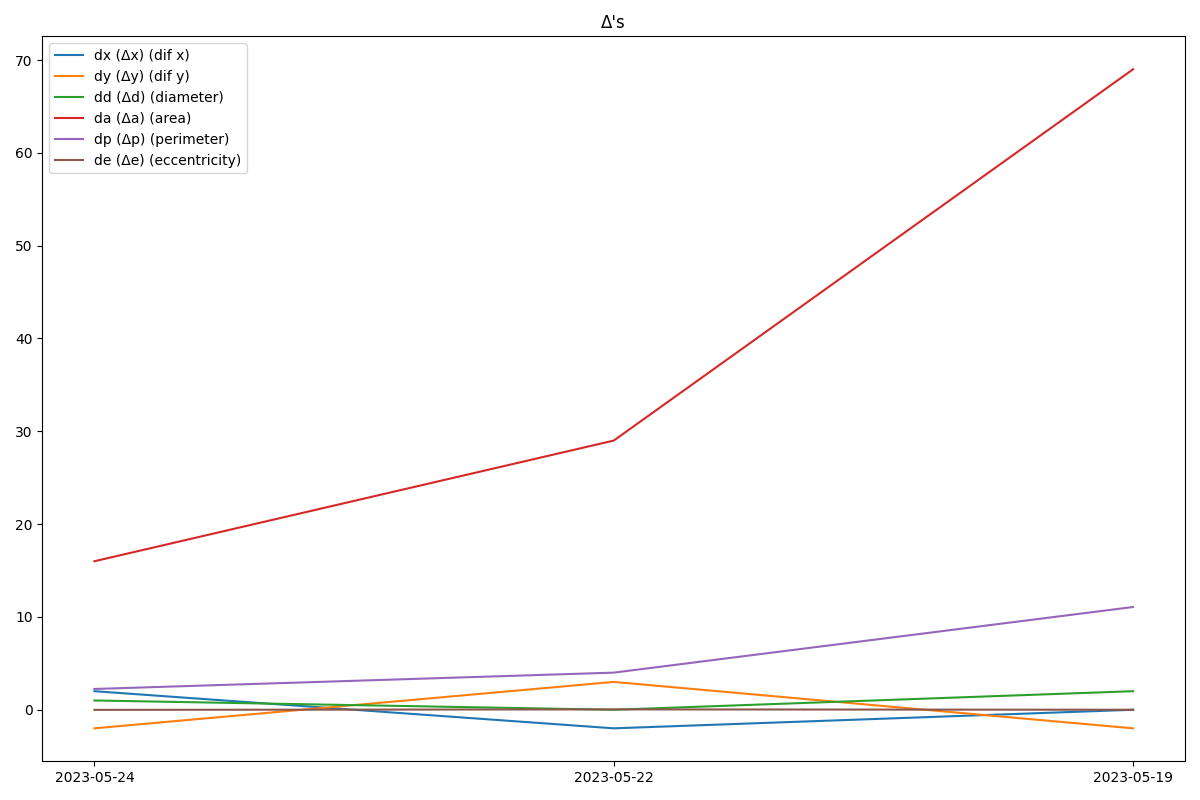 Δ's
dx (Δx) (dif x)
dy (Δy) (dif y)
dd (Δd) (diameter)
da (Δa) (area)
dp (Δp) (perimeter)
de (Δe) (eccentricity)
70
60
50
40
30
20
10
0
2023-05-24
2023-05-22
2023-05-19